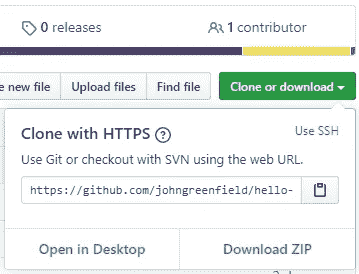 0 releases
1 contributor
e new file
Upload files
Find file
Clone or download
Clone with HTTPS ?
Use SSH
Use Git or checkout with SVN using the web URL.
https://github.com/johngreenfield/hello-
Open in Desktop
Download ZIP